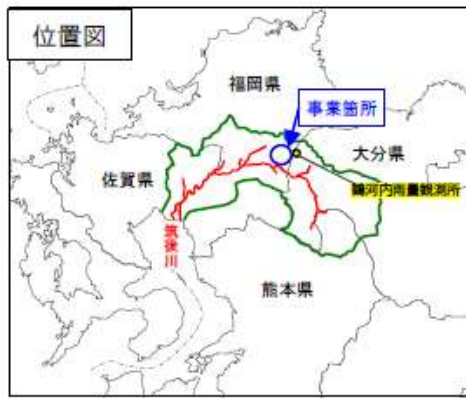 位置図
福岡県
事業箇所
大分県
佐賀県
鶴河内雨量観測所
筑後川
熊本県